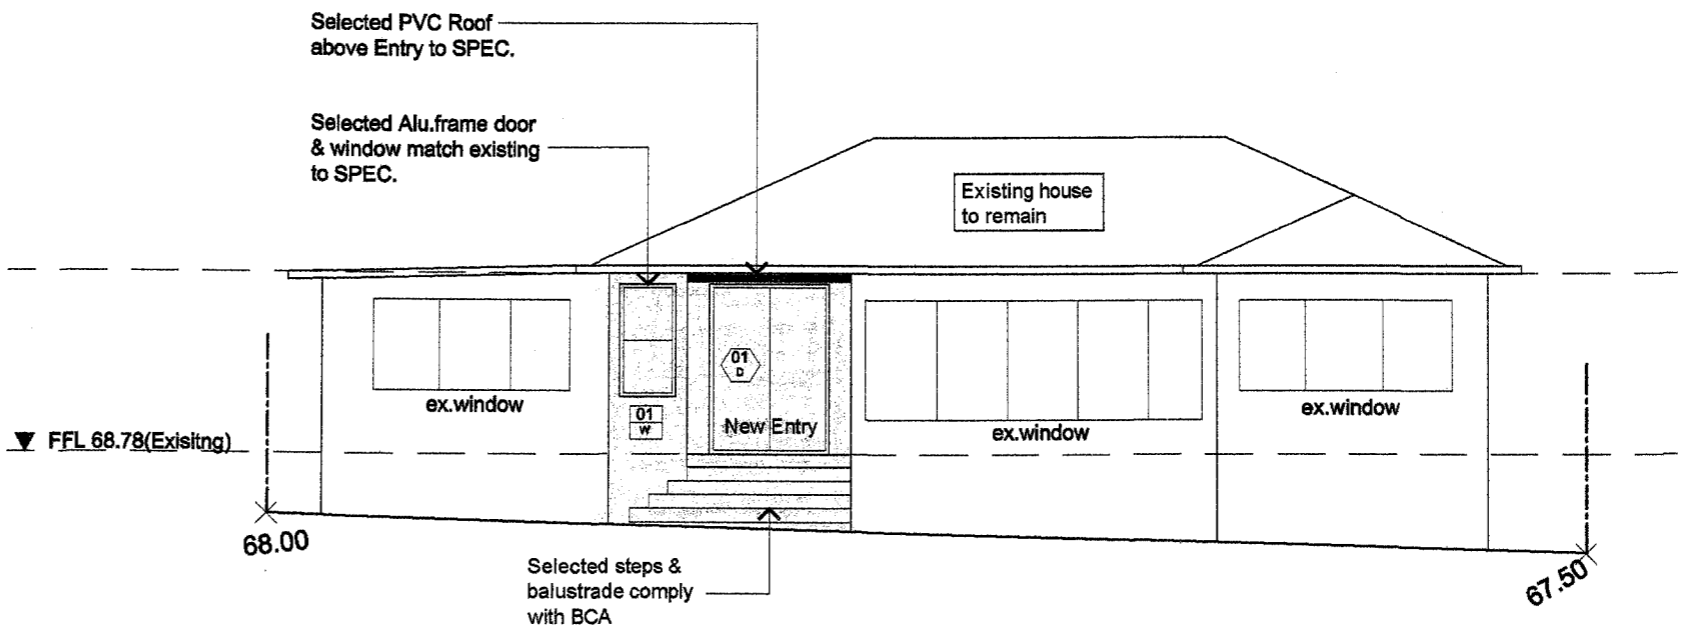 Selected PVC Roof
above Entry to SPEC.
Selected Alu.frame door
& window match existing
to SPEC.
Existing house
to remain
01
D
ex.window
01
W
New Entry
ex.window
ex.window
FFL 68.78(Exisitng)
68.00
67.50
Selected steps &
balustrade comply
with BCA